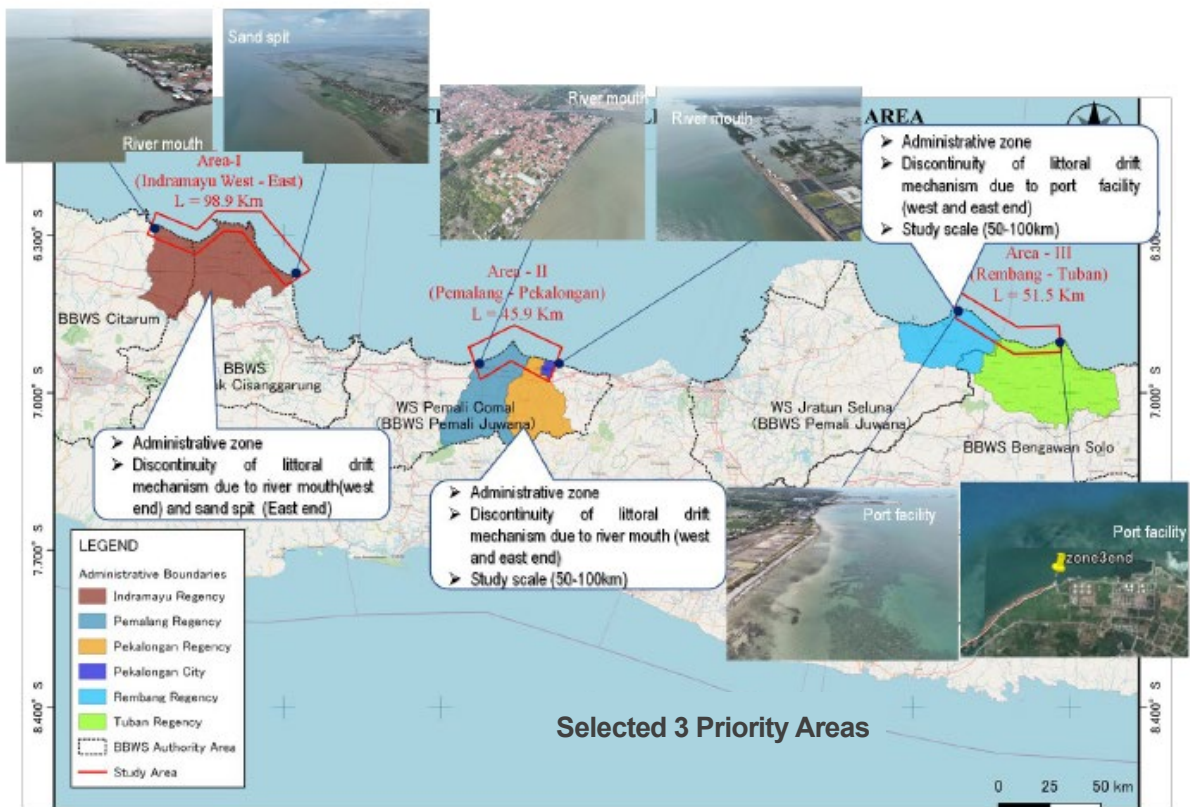 Sand spit
River mouth
River mouth
River mouth
AREA
Area-I
(Indramayu West - East)
L = 98.9 Km
➢ Administrative zone
➢ Discontinuity of littoral drift
mechanism due to port facility
(west and east end)
➢ Study scale (50-100km)
6.300° S
6.300° S
Area - II
(Pemalang - Pekalongan)
L = 45.9 Km
Area - III
(Rembang - Tuban)
L = 51.5 Km
BBWS Citarum
BBWS
uk Cisanggarung
WS Pemali Comal
(BBWS Pemali Juwana)
WS Jratun Seluna
(BBWS Pemali Juwana)
BBWS Bengawan Solo
7.000° S
7.000° S
➢ Administrative zone
➢ Discontinuity of littoral drift
mechanism due to river mouth(west
end) and sand spit (East end)
➢ Administrative zone
➢ Discontinuity of littoral drift
mechanism due to river mouth (west
and east end)
➢ Study scale (50-100km)
Port facility
Port facility
zone3end
7.700° S
LEGEND
Administrative Boundaries
Indramayu Regency
Pemalang Regency
Pekalongan Regency
Pekalongan City
Rembang Regency
Tuban Regency
BBWS Authority Area
Study Area
8.400° S
8.400° S
Selected 3 Priority Areas
0 25 50 km